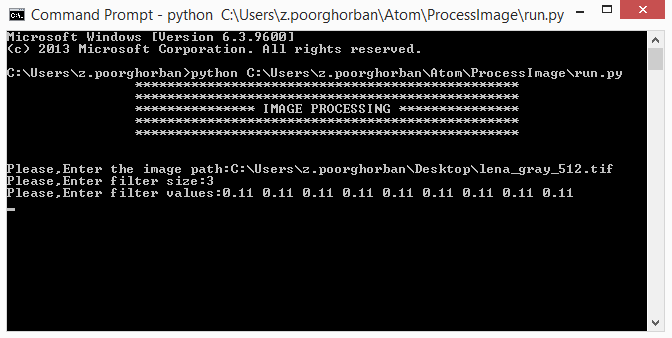 Command Prompt - python C:\Users\z.poorghorban\Atom\ProcessImage\run.py
Microsoft Windows [Version 6.3.9600]
(c) 2013 Microsoft Corporation. All rights reserved.
C:\Users\z.poorghorban>python C:\Users\z.poorghorban\Atom\ProcessImage\run.py
************************************************
************************************************
*************** IMAGE PROCESSING ***************
************************************************
************************************************
Please,Enter the image path:C:\Users\z.poorghorban\Desktop\lena_gray_512.tif
Please,Enter filter size:3
Please,Enter filter values:0.11 0.11 0.11 0.11 0.11 0.11 0.11 0.11 0.11